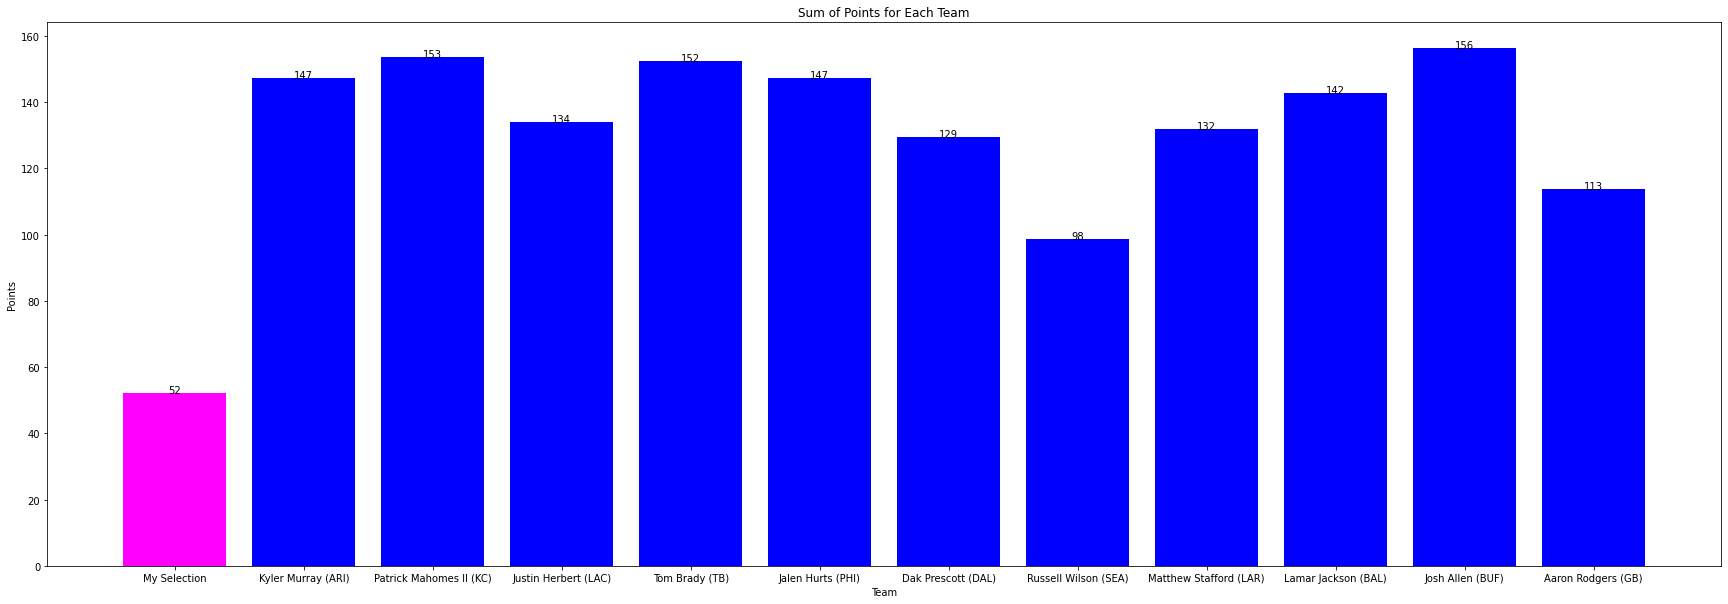 Sum of Points for Each Team
Points
160
140
120
100
80
60
40
20
0
52
147
153
134
152
147
129
98
132
142
156
113
My Selection
Kyler Murray (ARI)
Patrick Mahomes II (KC)
Justin Herbert (LAC)
Tom Brady (TB)
Jalen Hurts (PHI)
Dak Prescott (DAL)
Russell Wilson (SEA)
Matthew Stafford (LAR)
Lamar Jackson (BAL)
Josh Allen (BUF)
Aaron Rodgers (GB)
Team